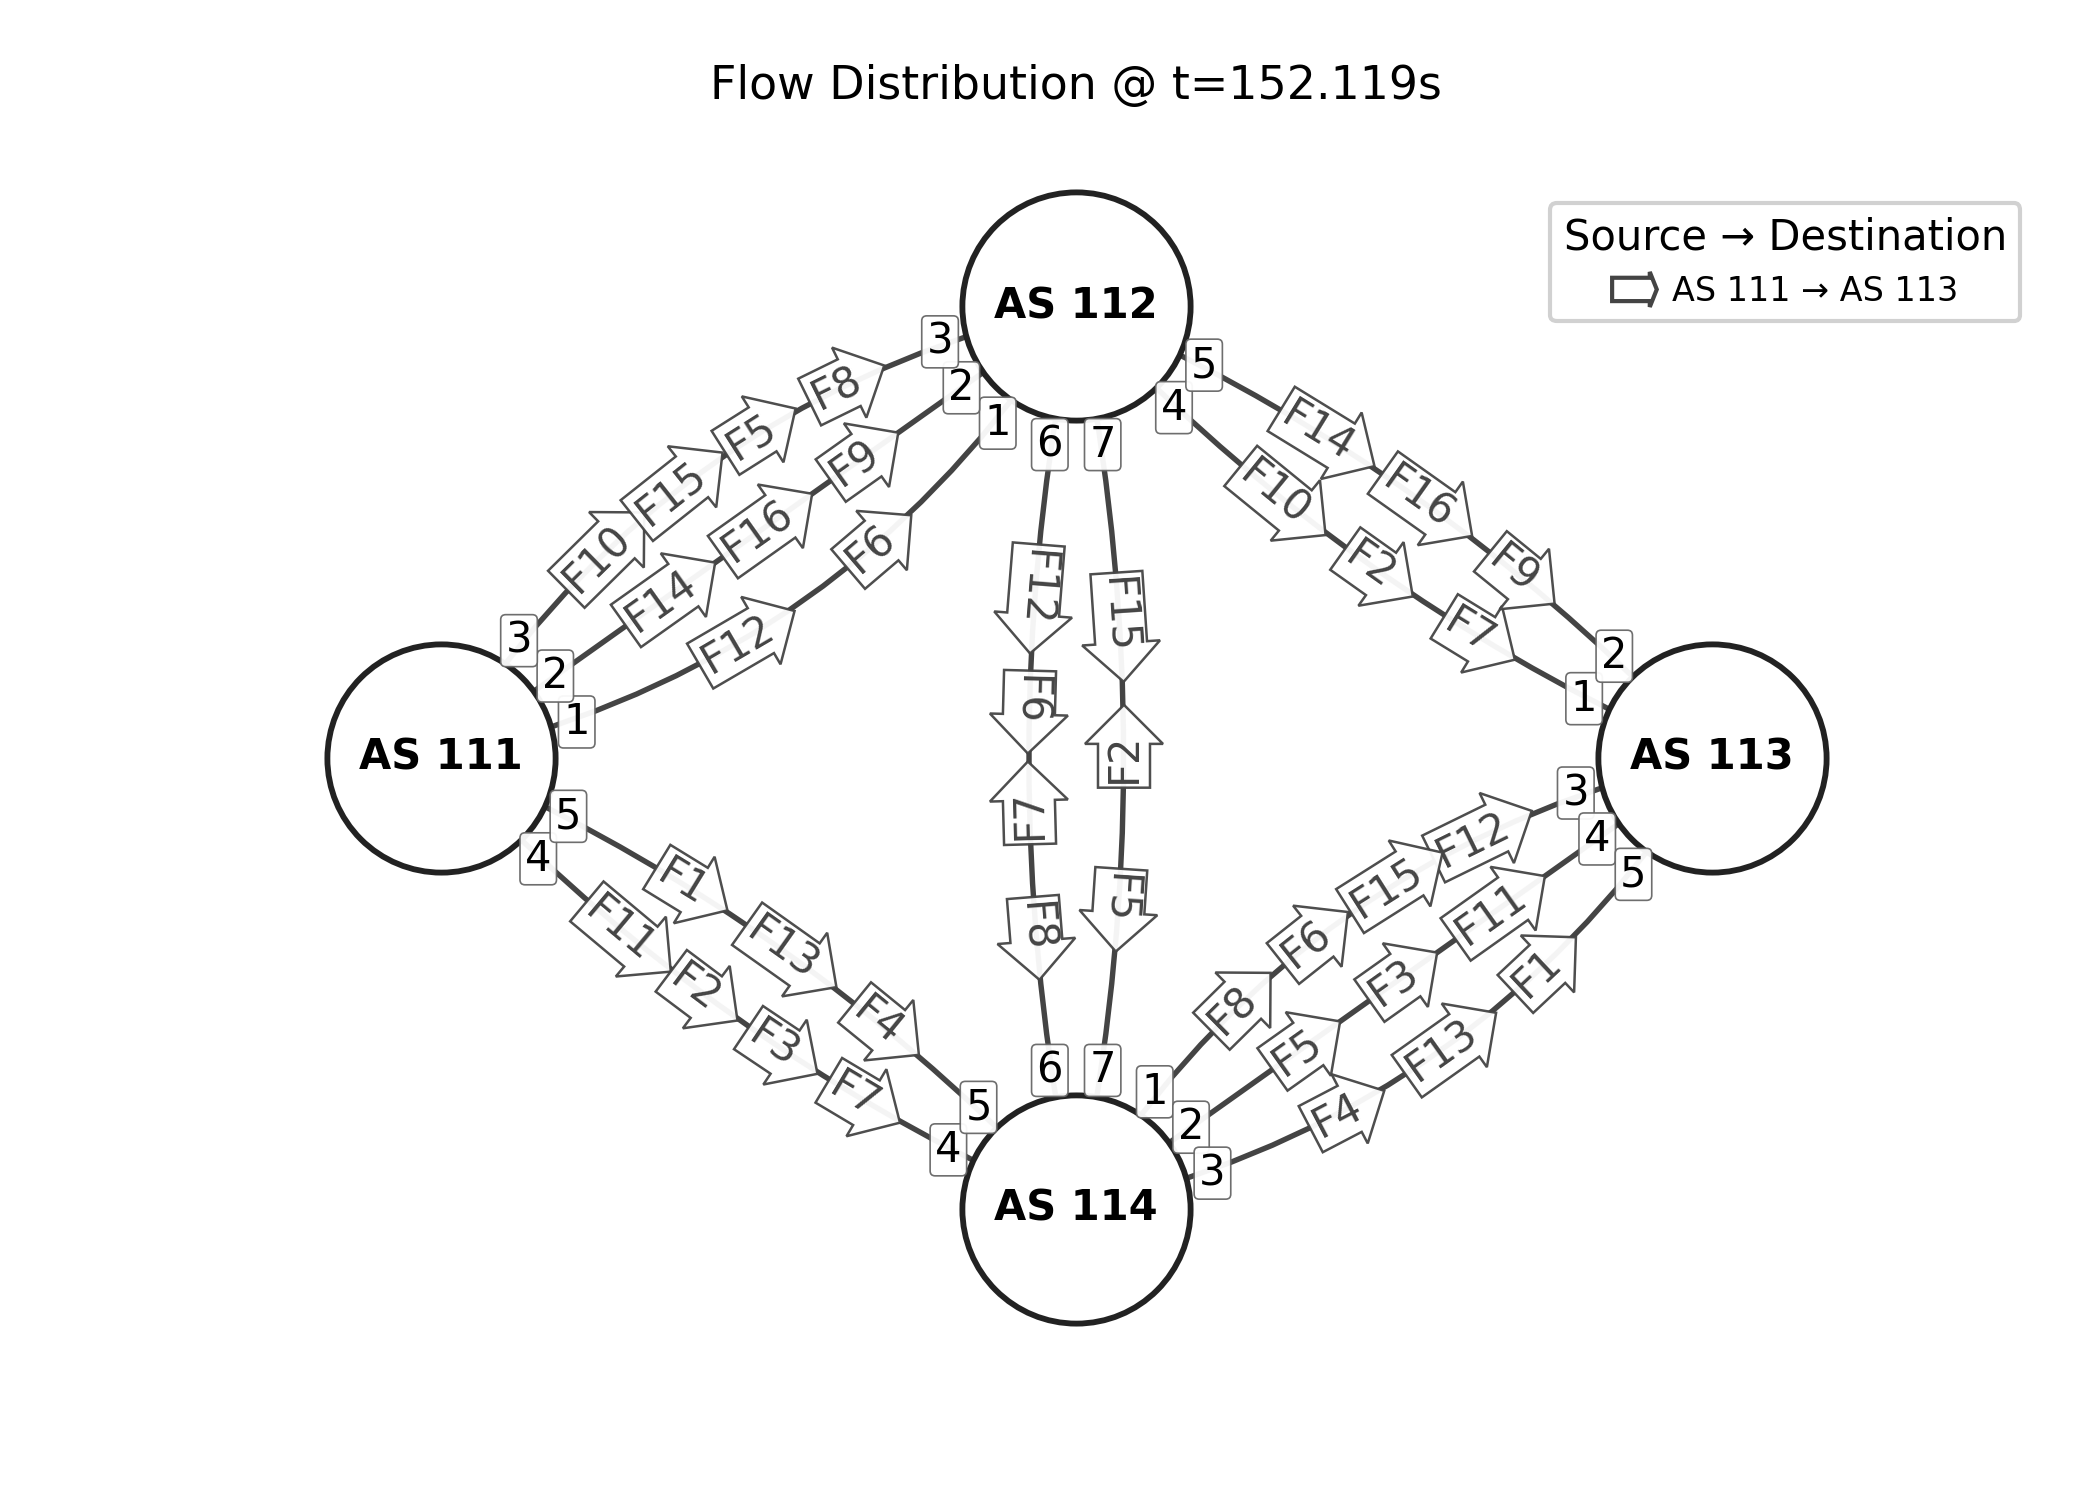 Flow Distribution @ t=152.119s
Source → Destination
AS 111 → AS 113
AS 112
3
2
1
6
7
4
5
F8
F5
F15
F10
F9
F16
F14
F6
F12
F14
F16
F9
F10
F2
F7
F12
F6
F7
F8
F15
F2
F5
3
2
1
AS 111
5
4
2
1
AS 113
3
4
5
F1
F13
F4
F11
F2
F3
F7
F12
F15
F6
F8
F11
F3
F5
F1
F13
F4
5
4
6
7
1
2
3
AS 114